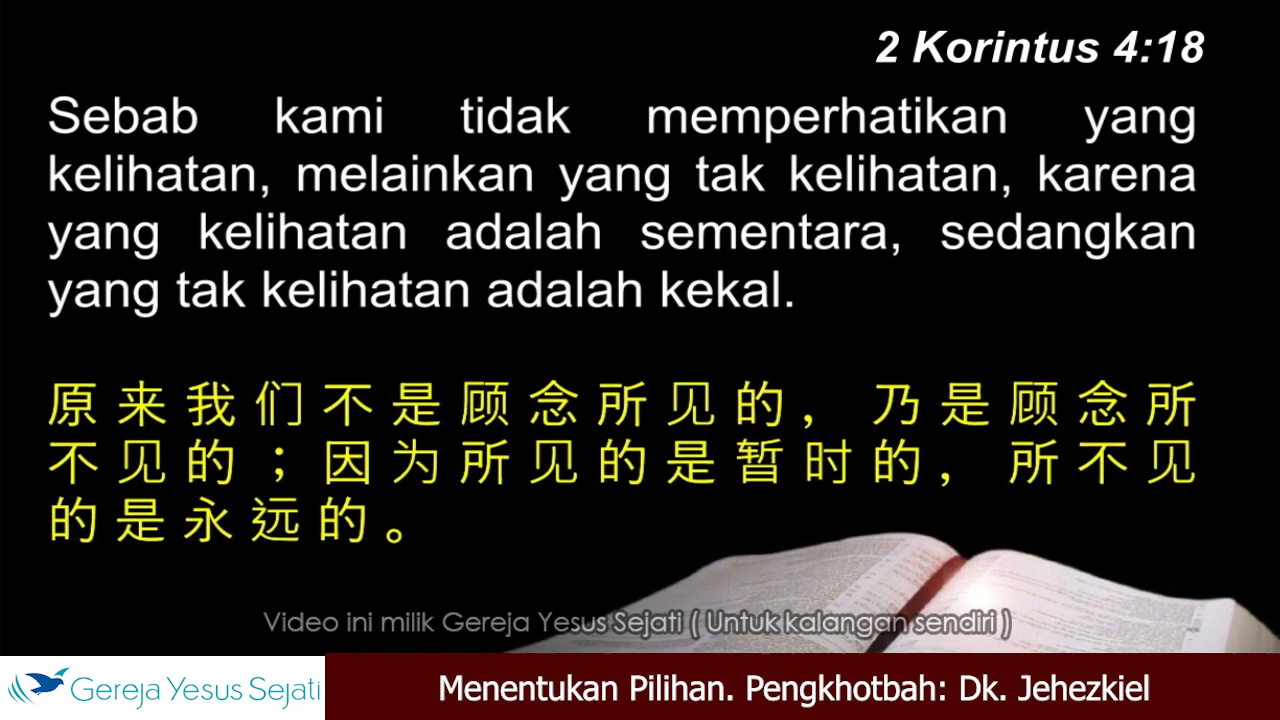 2 Korintus 4:18
Sebab kami tidak memperhatikan yang
kelihatan, melainkan yang tak kelihatan, karena
yang kelihatan adalah sementara, sedangkan
yang tak kelihatan adalah kekal.
原来我们不是顾念所见的，乃是顾念所
不见的；因为所见的是暂时的，所不见
的是永远的。
Video ini milik Gereja Yesus Sejati ( Untuk kalangan sendiri )
Gereja Yesus Sejati
Menentukan Pilihan. Pengkhotbah: Dk. Jehezkiel